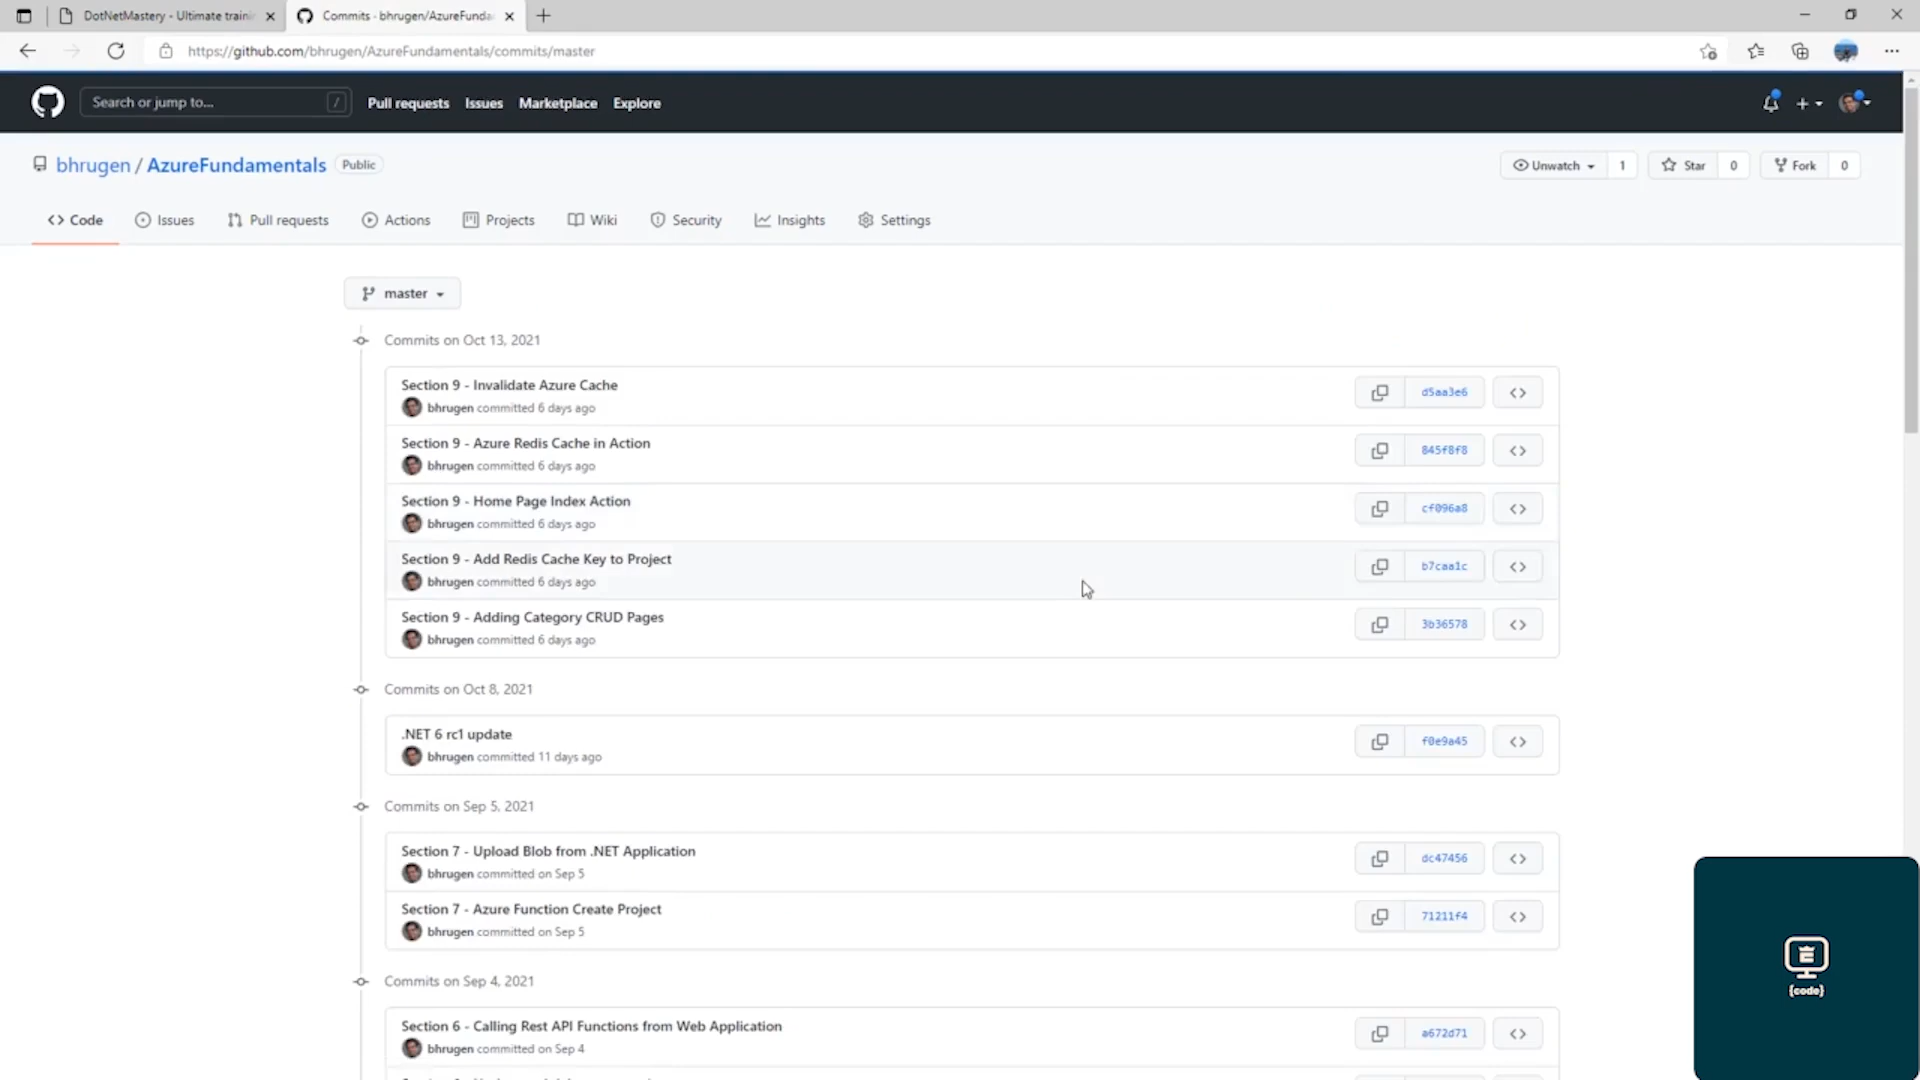 DotNetMastery - Ultimate traini
Commits · bhrugen/AzureFunda
https://github.com/bhrugen/AzureFundamentals/commits/master
Search or jump to... /
Pull requests Issues Marketplace Explore
bhrugen / AzureFundamentals Public
Unwatch 1 Star 0 Fork 0
<> Code Issues Pull requests Actions Projects Wiki Security Insights Settings
master
Commits on Oct 13, 2021
Section 9 - Invalidate Azure Cache
bhrugen committed 6 days ago
d5aa3e6
Section 9 - Azure Redis Cache in Action
bhrugen committed 6 days ago
845f8f8
Section 9 - Home Page Index Action
bhrugen committed 6 days ago
cf096a8
Section 9 - Add Redis Cache Key to Project
bhrugen committed 6 days ago
b7caa1c
Section 9 - Adding Category CRUD Pages
bhrugen committed 6 days ago
3b36578
Commits on Oct 8, 2021
.NET 6 rc1 update
bhrugen committed 11 days ago
f0e9a45
Commits on Sep 5, 2021
Section 7 - Upload Blob from .NET Application
bhrugen committed on Sep 5
dc47456
Section 7 - Azure Function Create Project
bhrugen committed on Sep 5
71211f4
Commits on Sep 4, 2021
Section 6 - Calling Rest API Functions from Web Application
bhrugen committed on Sep 4
a672d71
{code}